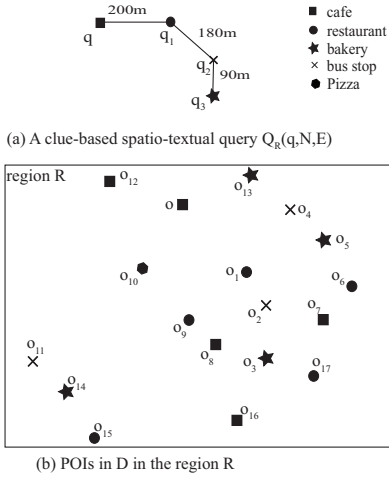 200m
q
q1
180m
q2
90m
q3
cafe
restaurant
bakery
bus stop
Pizza
(a) A clue-based spatio-textual query QR(q,N,E)
region R
o12
o
o13
o4
o5
o10
o1
o6
o2
o7
o9
o8
o11
o3
o17
o14
o16
o15
(b) POIs in D in the region R